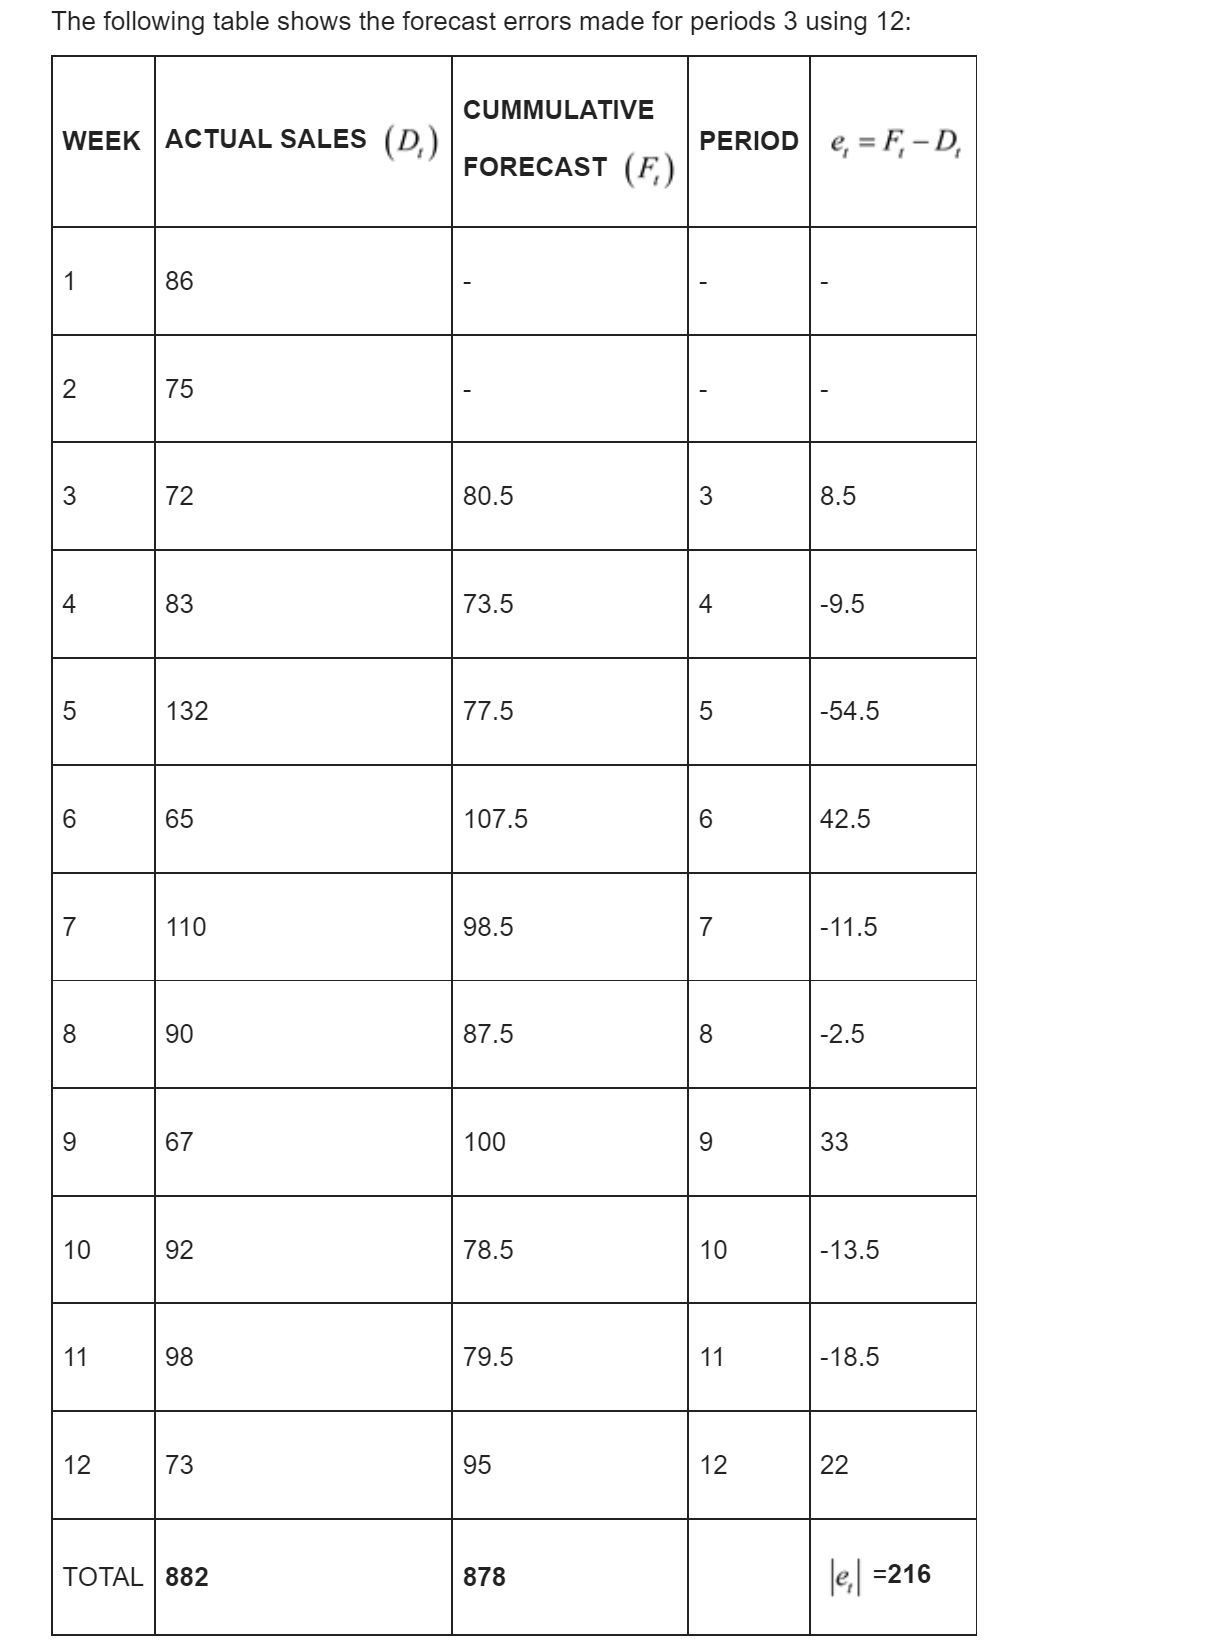 The following table shows the forecast errors made for periods 3 using 12:
WEEK ACTUAL SALES (D_t) CUMMULATIVE FORECAST (F_t) PERIOD e_t = F_t − D_t
1 86 - - -
2 75 - - -
3 72 80.5 3 8.5
4 83 73.5 4 -9.5
5 132 77.5 5 -54.5
6 65 107.5 6 42.5
7 110 98.5 7 -11.5
8 90 87.5 8 -2.5
9 67 100 9 33
10 92 78.5 10 -13.5
11 98 79.5 11 -18.5
12 73 95 12 22
TOTAL 882 878 |e_t| =216